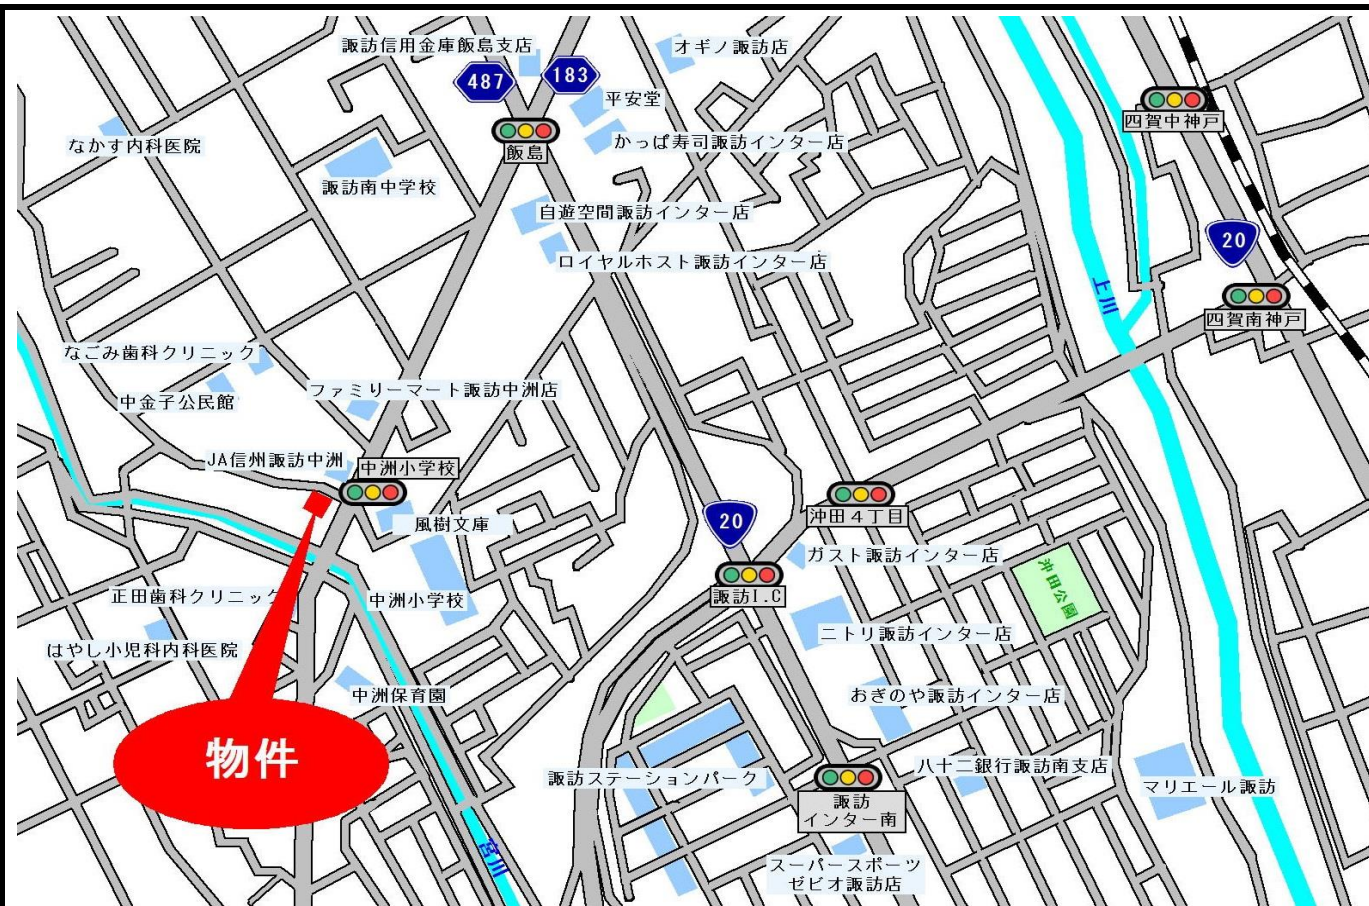 諏訪信用金庫飯島支店
オギノ諏訪店
487
183
平安堂
四賀中神戸
なかす内科医院
飯島
かっぱ寿司諏訪インター店
諏訪南中学校
自遊空間諏訪インター店
20
ロイヤルホスト諏訪インター店
上川
四賀南神戸
なごみ歯科クリニック
中金子公民館
ファミリーマート諏訪中洲店
JA信州諏訪中洲
中洲小学校
風樹文庫
20
沖田4丁目
ガスト諏訪インター店
沖田公園
諏訪I.C
正田歯科クリニック
中洲小学校
ニトリ諏訪インター店
はやし小児科内科医院
中洲保育園
おぎのや諏訪インター店
物件
諏訪ステーションパーク
八十二銀行諏訪南支店
マリエール諏訪
諏訪
インター南
宮川
スーパースポーツ
ゼビオ諏訪店